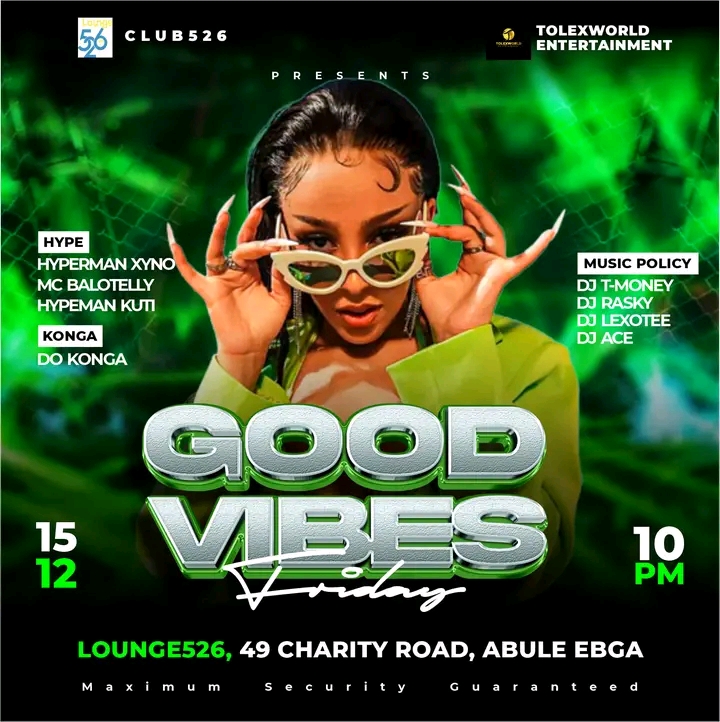 Lounge
526
CLUB526
TOLEXWORLD
TOLEXWORLD
ENTERTAINMENT
PRESENTS
HYPE
HYPERMAN XYNO
MC BALOTELLY
HYPEMAN KUTI
KONGA
DO KONGA
MUSIC POLICY
DJ T-MONEY
DJ RASKY
DJ LEXOTEE
DJ ACE
GOOD
VIBES
Friday
15
12
10
PM
LOUNGE526, 49 CHARITY ROAD, ABULE EBGA
Maximum Security Guaranteed